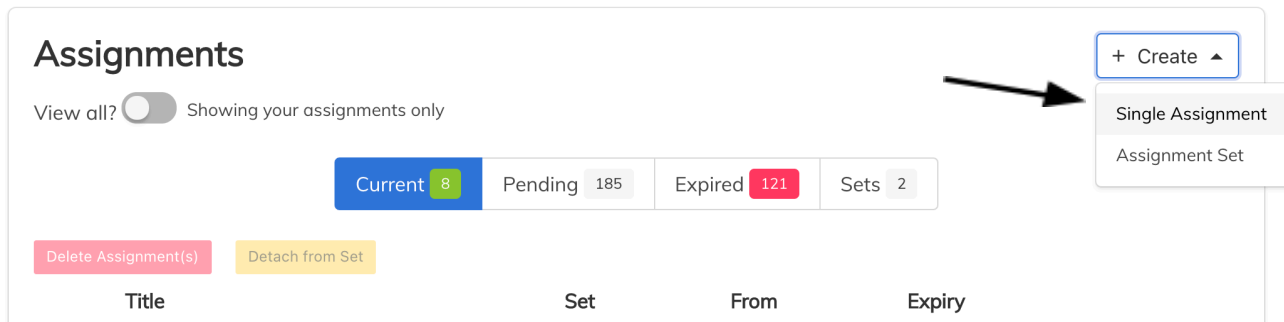 Assignments
+ Create
View all? Showing your assignments only
Single Assignment
Assignment Set
Current 8 Pending 185 Expired 121 Sets 2
Delete Assignment(s) Detach from Set
Title Set From Expiry